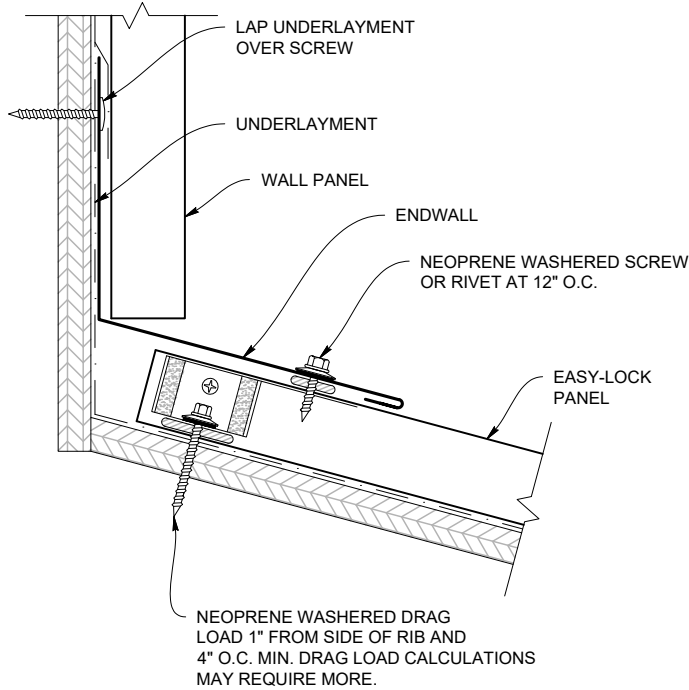 LAP UNDERLAYMENT
OVER SCREW
UNDERLAYMENT
WALL PANEL
ENDWALL
NEOPRENE WASHERED SCREW
OR RIVET AT 12" O.C.
EASY-LOCK
PANEL
NEOPRENE WASHERED DRAG
LOAD 1" FROM SIDE OF RIB AND
4" O.C. MIN. DRAG LOAD CALCULATIONS
MAY REQUIRE MORE.